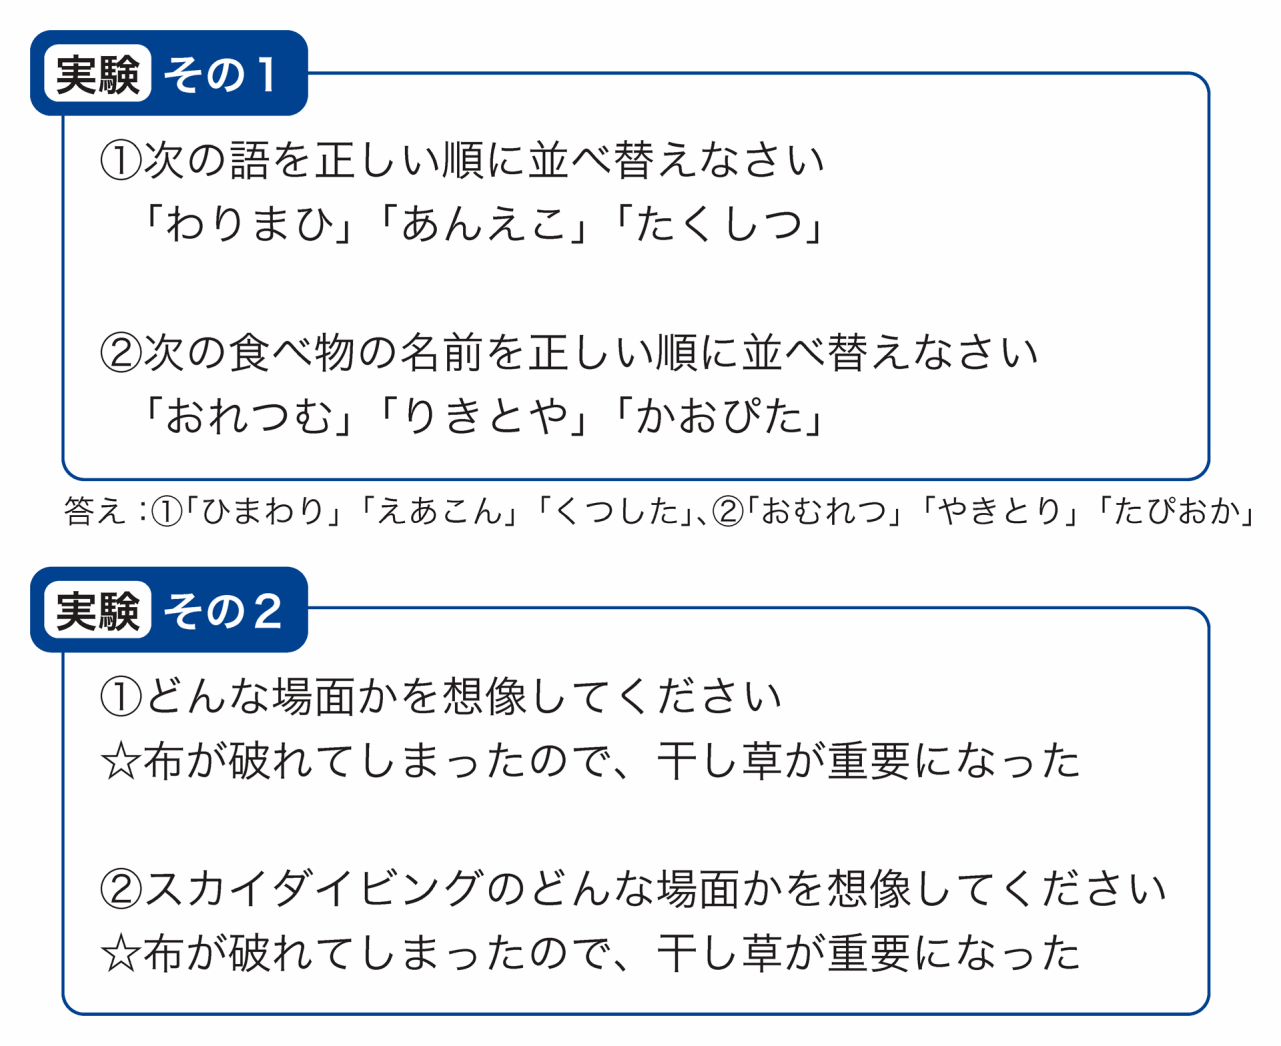 実験 その1
①次の語を正しい順に並べ替えなさい
「わりまひ」「あんえこ」「たくしつ」
②次の食べ物の名前を正しい順に並べ替えなさい
「おれつむ」「りきとや」「かおぴた」
答え：①「ひまわり」「えあこん」「くつした」、②「おむれつ」「やきとり」「たぴおか」
実験 その2
①どんな場面かを想像してください
☆布が破れてしまったので、干し草が重要になった
②スカイダイビングのどんな場面かを想像してください
☆布が破れてしまったので、干し草が重要になった